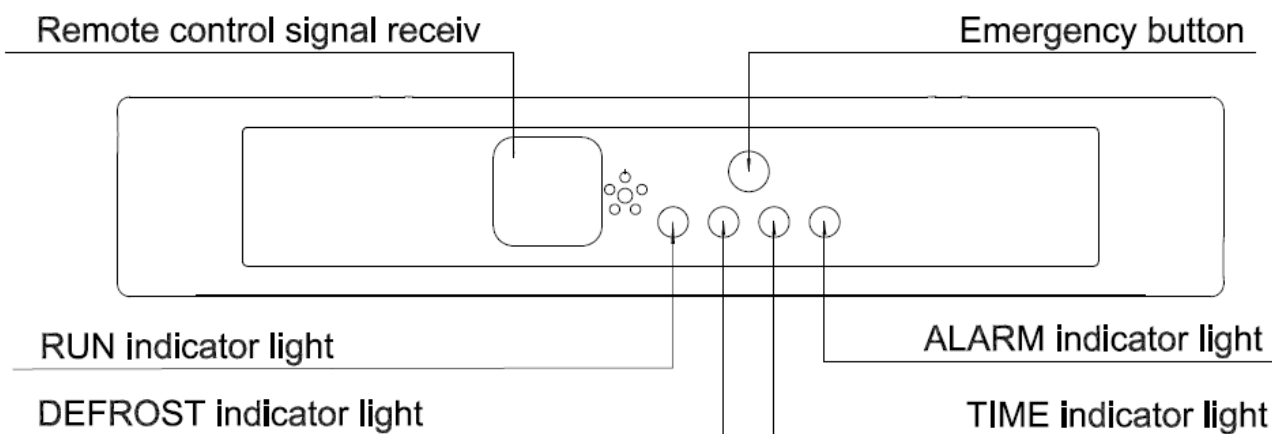 Remote control signal receiv
Emergency button
RUN indicator light
ALARM indicator light
DEFROST indicator light
TIME indicator light